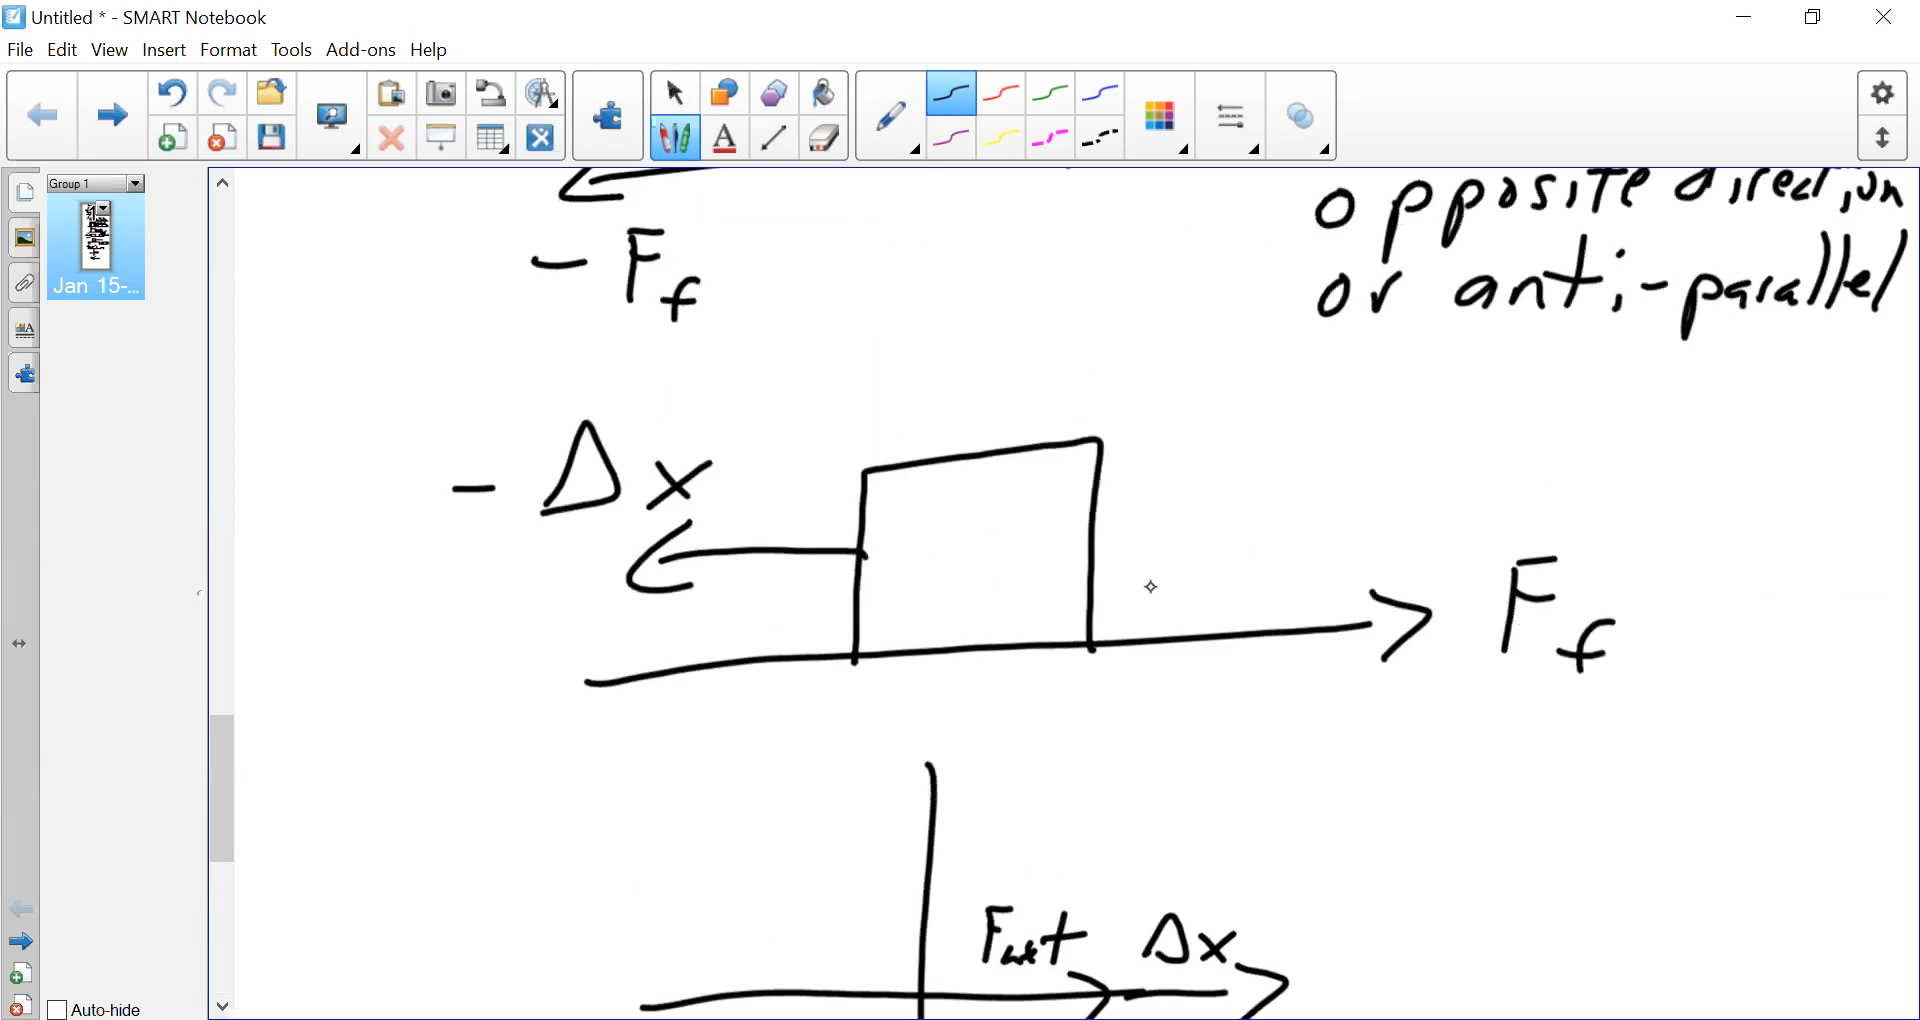 Untitled * - SMART Notebook
File Edit View Insert Format Tools Add-ons Help
Group 1
Jan 15-...
opposite direction
- Ff
or anti-parallel
- Δx
Ff
Δx
Auto-hide